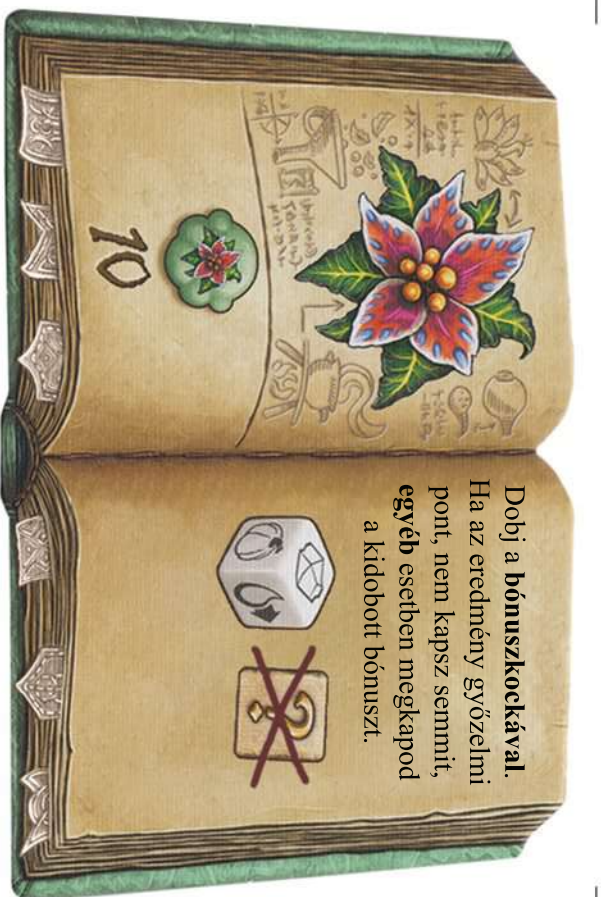 10
Dobj a bónuszkockával.
Ha az eredmény győzelmi
pont, nem kapsz semmit,
egyéb esetben megkapod
a kidobott bónuszt.
?